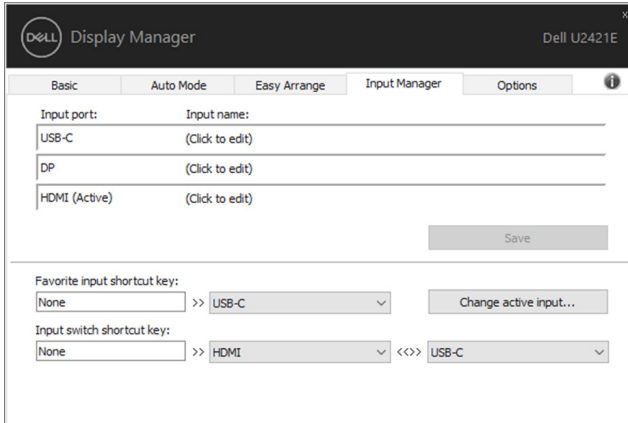 DELL Display Manager Dell U2421E
x
Basic Auto Mode Easy Arrange Input Manager Options i
Input port: Input name:
USB-C (Click to edit)
DP (Click to edit)
HDMI (Active) (Click to edit)
Save
Favorite input shortcut key:
None >> USB-C Change active input...
Input switch shortcut key:
None >> HDMI <<>> USB-C